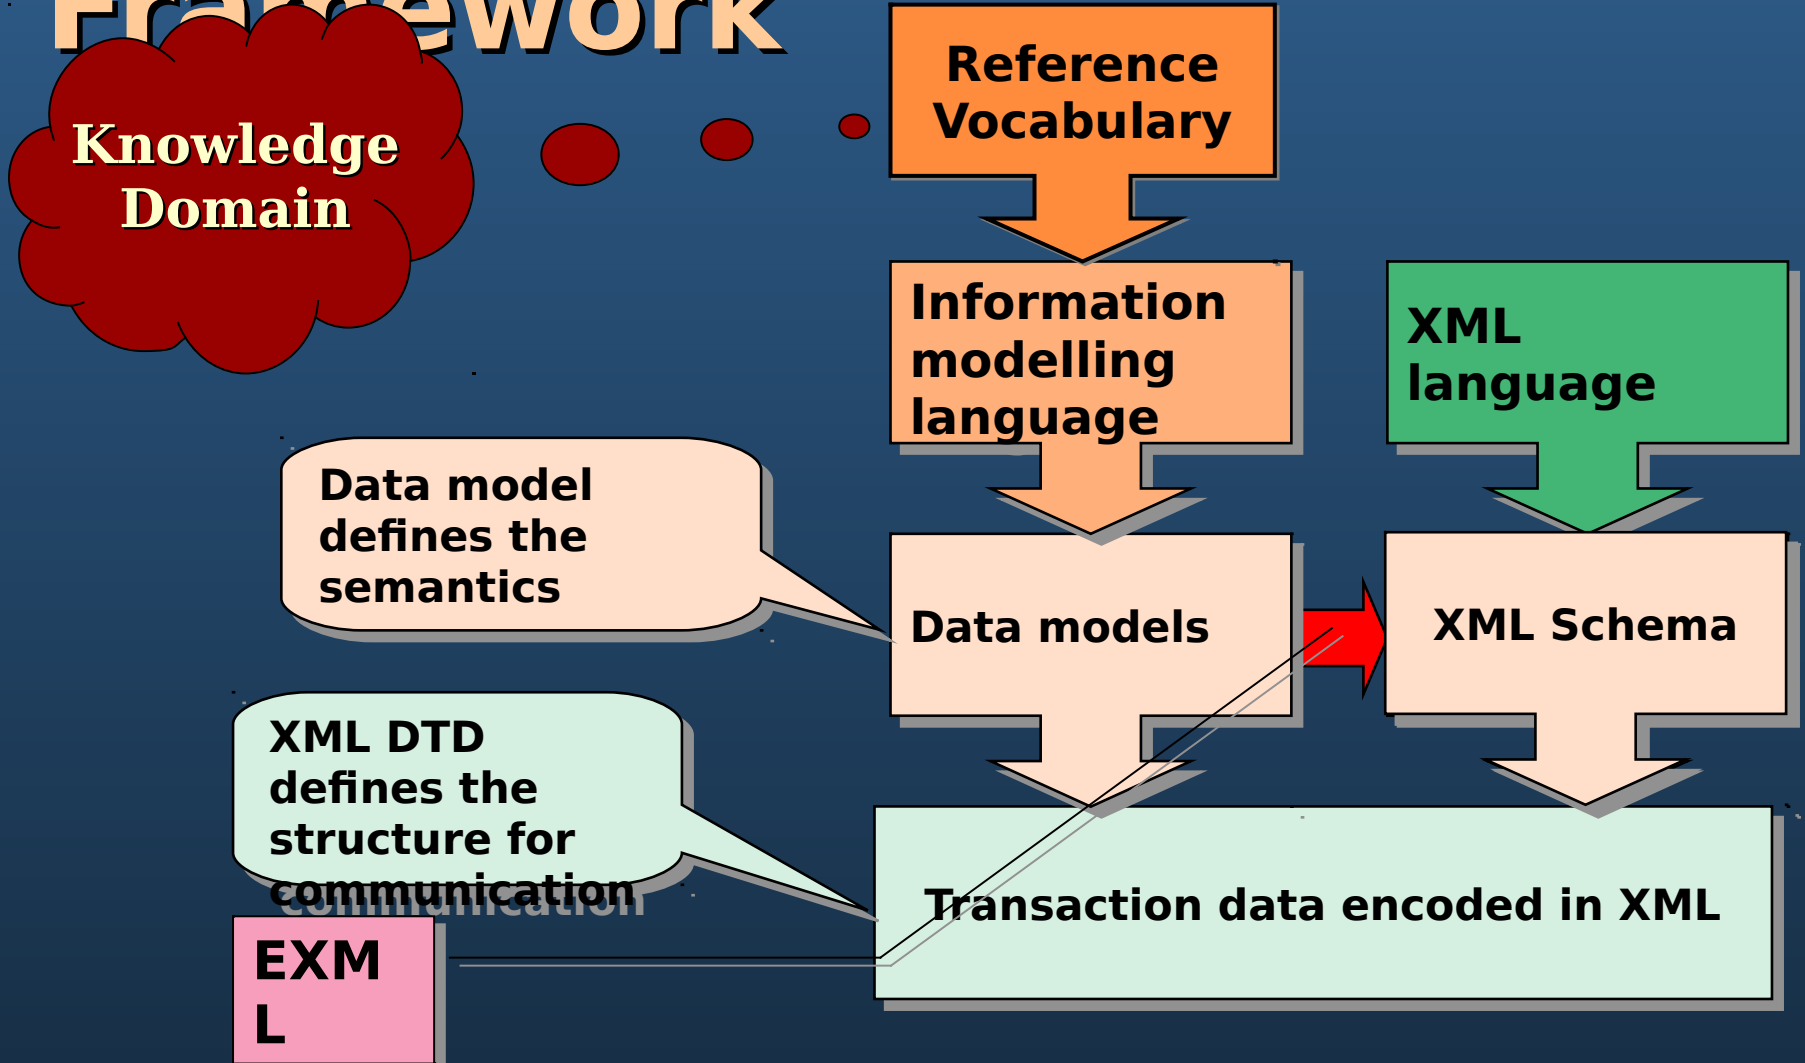 Framework
Knowledge
Domain
Reference
Vocabulary
Information
modelling
language
XML
language
Data model
defines the
semantics
Data models
XML Schema
XML DTD
defines the
structure for
communication
Transaction data encoded in XML
EXM
L